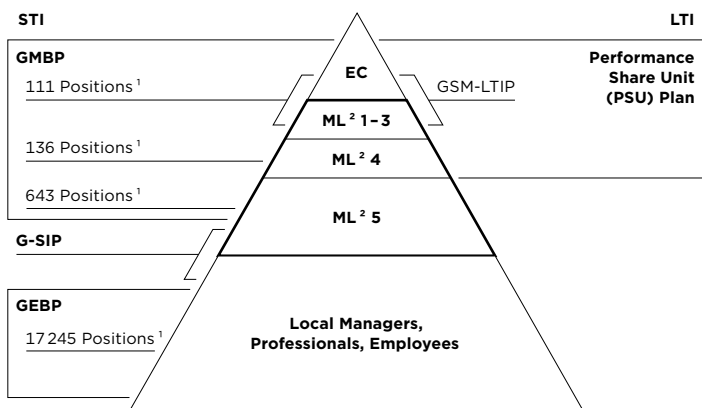 STI
LTI
GMBP
111 Positions ¹
EC
GSM-LTIP
Performance
Share Unit
(PSU) Plan
ML ² 1–3
136 Positions ¹
ML ² 4
643 Positions ¹
ML ² 5
G-SIP
GEBP
17 245 Positions ¹
Local Managers,
Professionals, Employees